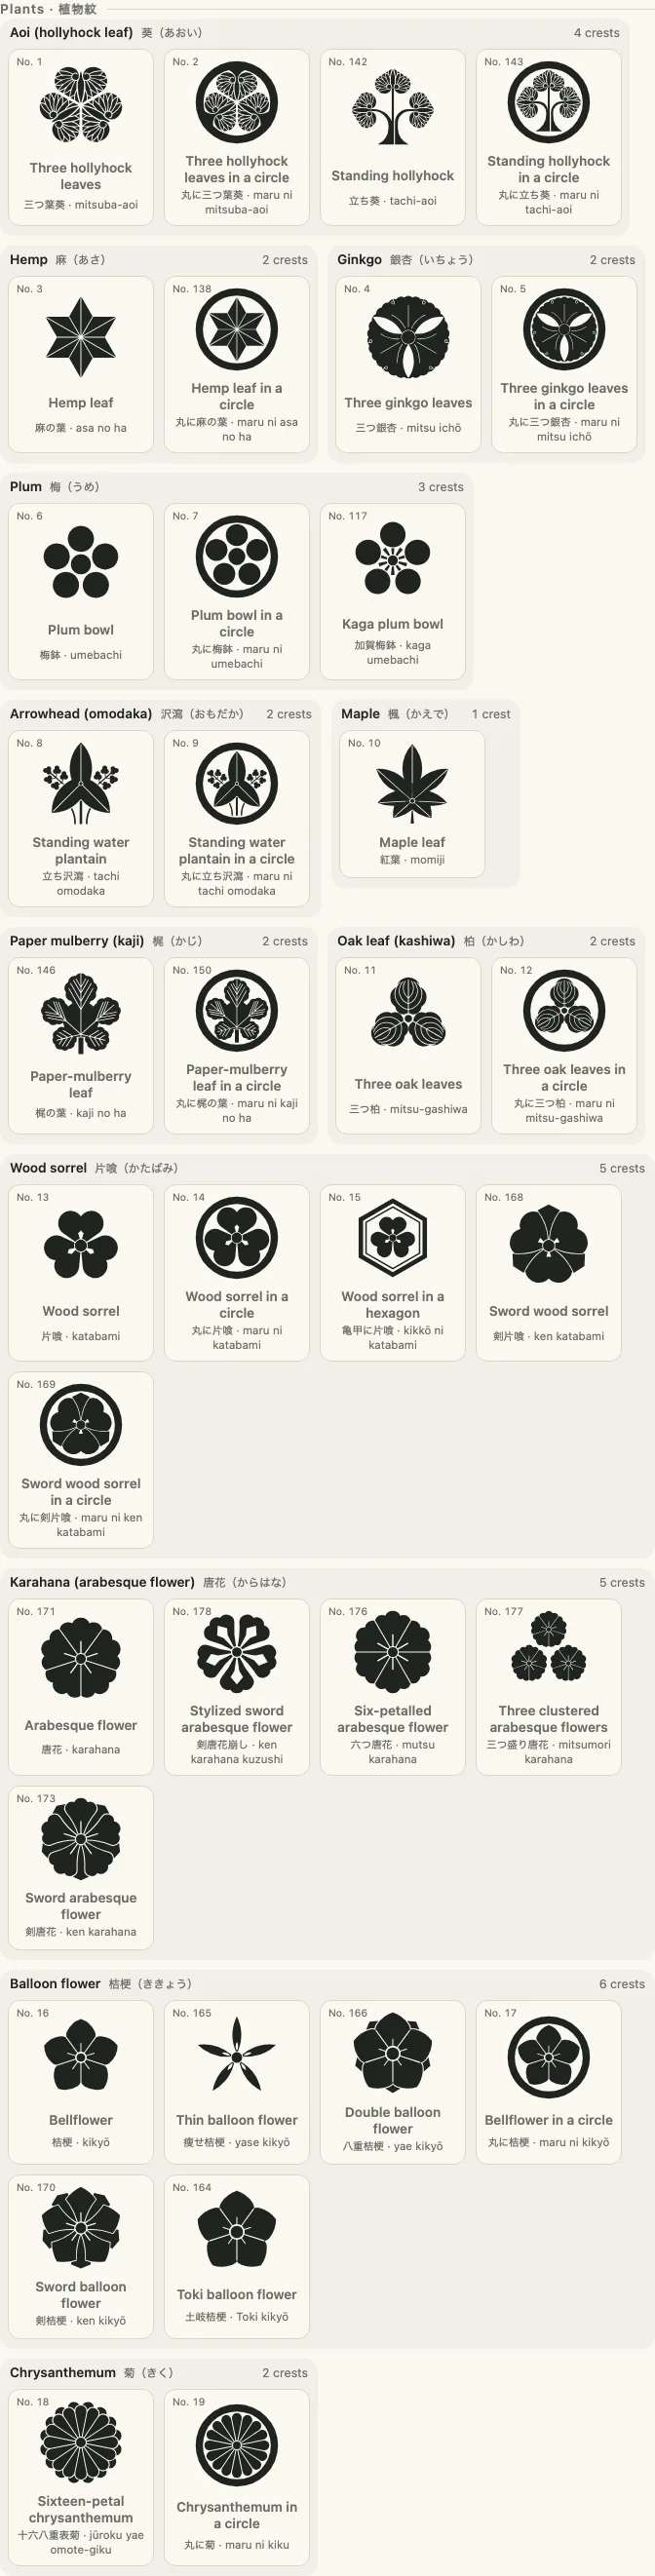 Plants · 植物紋
Aoi (hollyhock leaf) 葵（あおい） 4 crests
No. 1
Three hollyhock
leaves
三つ葉葵 · mitsuba-aoi
No. 2
Three hollyhock
leaves in a circle
丸に三つ葉葵 · maru ni
mitsuba-aoi
No. 142
Standing hollyhock
立ち葵 · tachi-aoi
No. 143
Standing hollyhock
in a circle
丸に立ち葵 · maru ni
tachi-aoi
Hemp 麻（あさ） 2 crests
No. 3
Hemp leaf
麻の葉 · asa no ha
No. 138
Hemp leaf in a
circle
丸に麻の葉 · maru ni asa
no ha
Ginkgo 銀杏（いちょう） 2 crests
No. 4
Three ginkgo leaves
三つ銀杏 · mitsu ichō
No. 5
Three ginkgo leaves
in a circle
丸に三つ銀杏 · maru ni
mitsu ichō
Plum 梅（うめ） 3 crests
No. 6
Plum bowl
梅鉢 · umebachi
No. 7
Plum bowl in a
circle
丸に梅鉢 · maru ni
umebachi
No. 117
Kaga plum bowl
加賀梅鉢 · kaga
umebachi
Arrowhead (omodaka) 沢瀉（おもだか） 2 crests
No. 8
Standing water
plantain
立ち沢瀉 · tachi
omodaka
No. 9
Standing water
plantain in a circle
丸に立ち沢瀉 · maru ni
tachi omodaka
Maple 楓（かえで） 1 crest
No. 10
Maple leaf
紅葉 · momiji
Paper mulberry (kaji) 梶（かじ） 2 crests
No. 146
Paper-mulberry
leaf
梶の葉 · kaji no ha
No. 150
Paper-mulberry
leaf in a circle
丸に梶の葉 · maru ni kaji
no ha
Oak leaf (kashiwa) 柏（かしわ） 2 crests
No. 11
Three oak leaves
三つ柏 · mitsu-gashiwa
No. 12
Three oak leaves in
a circle
丸に三つ柏 · maru ni
mitsu-gashiwa
Wood sorrel 片喰（かたばみ） 5 crests
No. 13
Wood sorrel
片喰 · katabami
No. 14
Wood sorrel in a
circle
丸に片喰 · maru ni
katabami
No. 15
Wood sorrel in a
hexagon
亀甲に片喰 · kikkō ni
katabami
No. 168
Sword wood sorrel
剣片喰 · ken katabami
No. 169
Sword wood sorrel
in a circle
丸に剣片喰 · maru ni ken
katabami
Karahana (arabesque flower) 唐花（からはな） 5 crests
No. 171
Arabesque flower
唐花 · karahana
No. 178
Stylized sword
arabesque flower
剣唐花崩し · ken
karahana kuzushi
No. 176
Six-petalled
arabesque flower
六つ唐花 · mutsu
karahana
No. 177
Three clustered
arabesque flowers
三つ盛り唐花 · mitsumori
karahana
No. 173
Sword arabesque
flower
剣唐花 · ken karahana
Balloon flower 桔梗（ききょう） 6 crests
No. 16
Bellflower
桔梗 · kikyō
No. 165
Thin balloon flower
痩せ桔梗 · yase kikyō
No. 166
Double balloon
flower
八重桔梗 · yae kikyō
No. 17
Bellflower in a circle
丸に桔梗 · maru ni kikyō
No. 170
Sword balloon
flower
剣桔梗 · ken kikyō
No. 164
Toki balloon flower
土岐桔梗 · Toki kikyō
Chrysanthemum 菊（きく） 2 crests
No. 18
Sixteen-petal
chrysanthemum
十六八重表菊 · jūroku yae
omote-giku
No. 19
Chrysanthemum in
a circle
丸に菊 · maru ni kiku